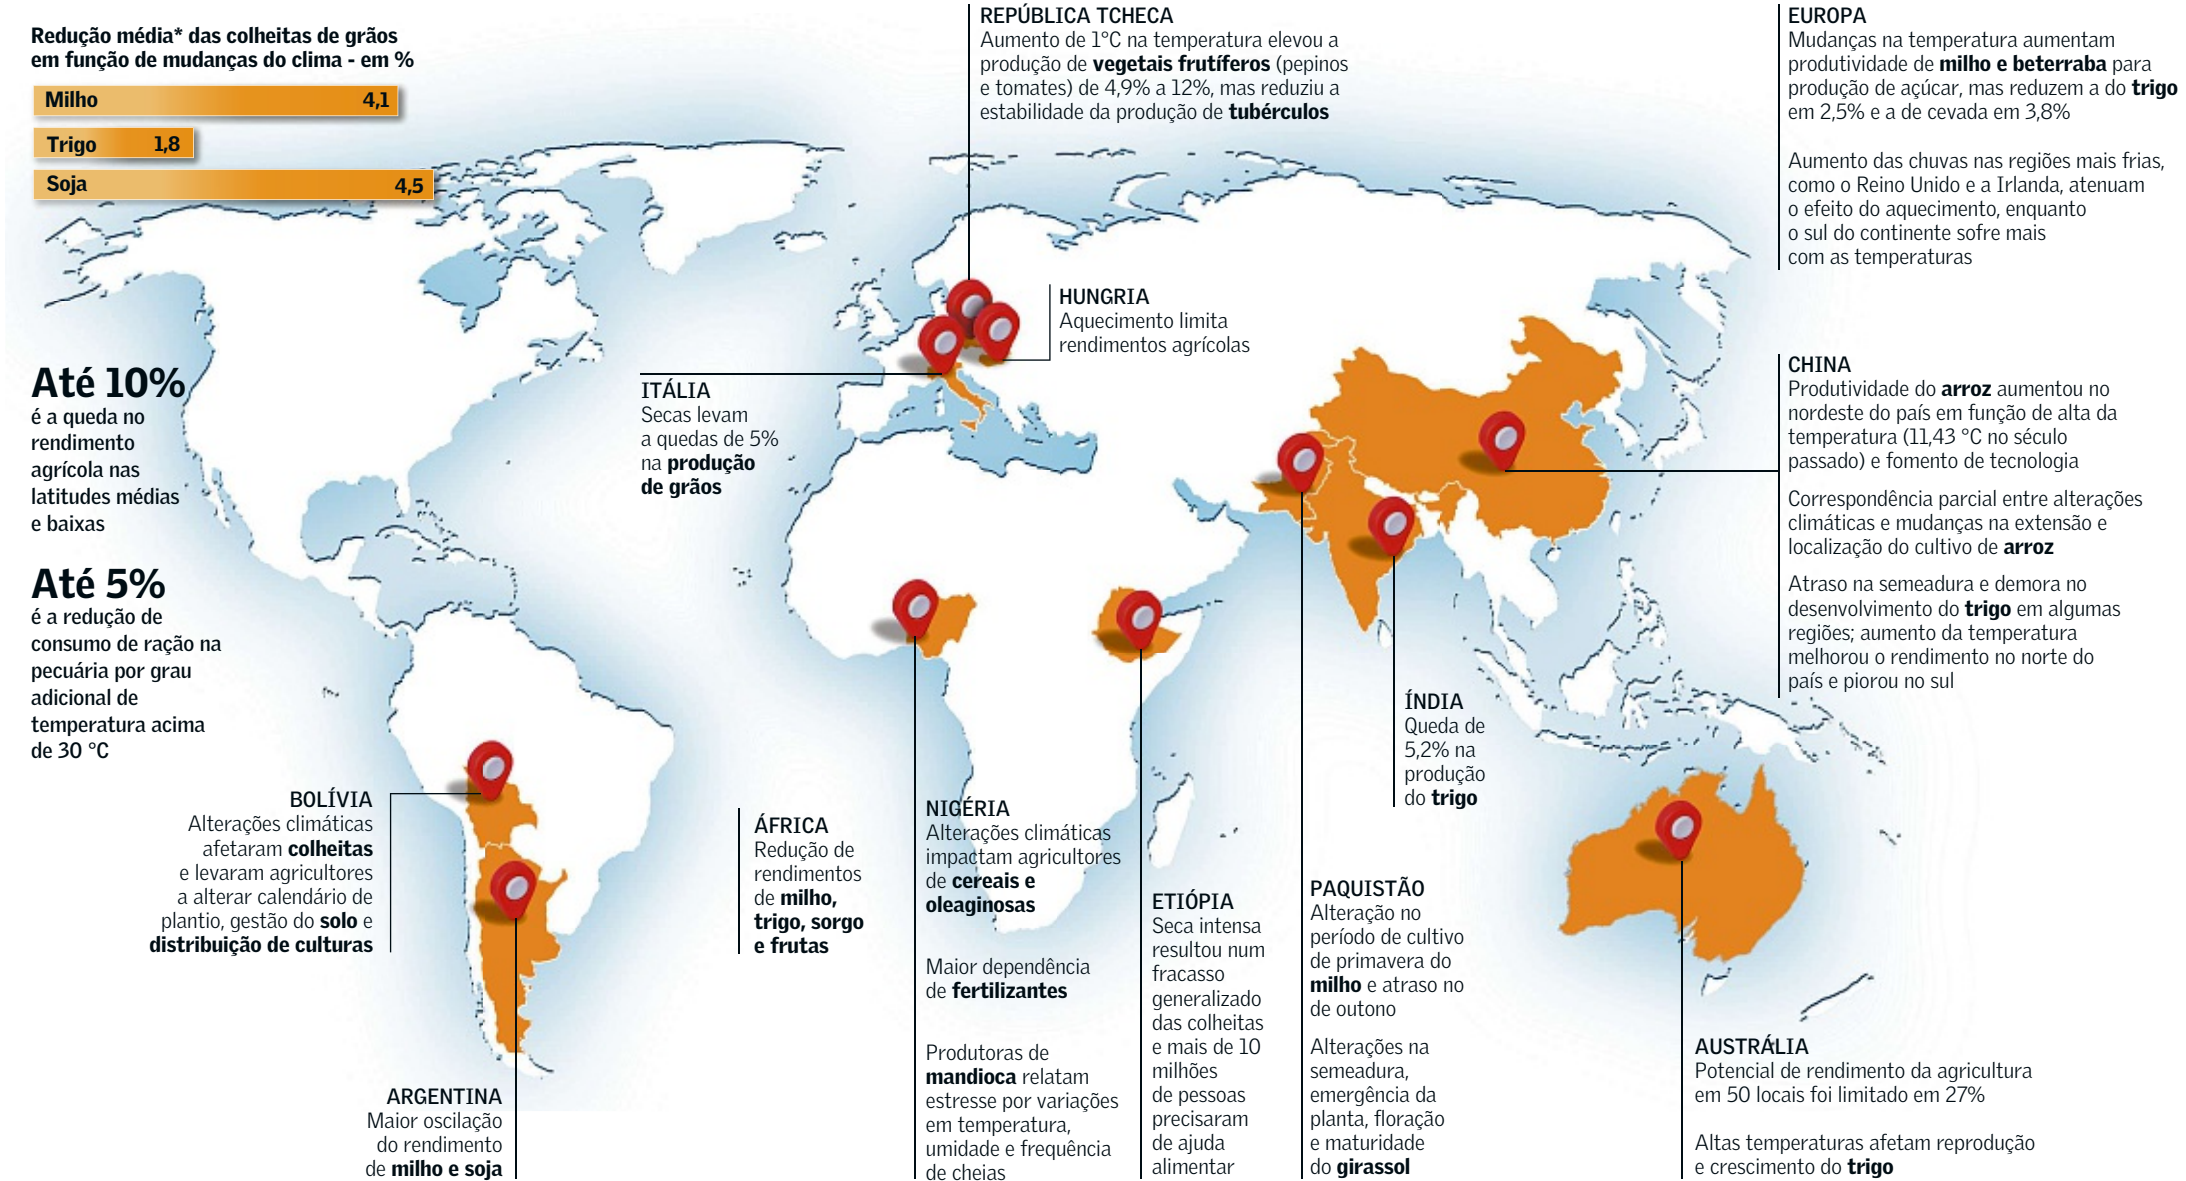 Redução média* das colheitas de grãos
em função de mudanças do clima - em %
Milho 4,1
Trigo 1,8
Soja 4,5
Até 10%
é a queda no
rendimento
agrícola nas
latitudes médias
e baixas
Até 5%
é a redução de
consumo de ração na
pecuária por grau
adicional de
temperatura acima
de 30 °C
REPÚBLICA TCHECA
Aumento de 1°C na temperatura elevou a
produção de vegetais frutíferos (pepinos
e tomates) de 4,9% a 12%, mas reduziu a
estabilidade da produção de tubérculos
EUROPA
Mudanças na temperatura aumentam
produtividade de milho e beterraba para
produção de açúcar, mas reduzem a do trigo
em 2,5% e a de cevada em 3,8%
Aumento das chuvas nas regiões mais frias,
como o Reino Unido e a Irlanda, atenuam
o efeito do aquecimento, enquanto
o sul do continente sofre mais
com as temperaturas
HUNGRIA
Aquecimento limita
rendimentos agrícolas
ITÁLIA
Secas levam
a quedas de 5%
na produção
de grãos
CHINA
Produtividade do arroz aumentou no
nordeste do país em função de alta da
temperatura (11,43 °C no século
passado) e fomento de tecnologia
Correspondência parcial entre alterações
climáticas e mudanças na extensão e
localização do cultivo de arroz
Atraso na semeadura e demora no
desenvolvimento do trigo em algumas
regiões; aumento da temperatura
melhorou o rendimento no norte do
país e piorou no sul
ÍNDIA
Queda de
5,2% na
produção
do trigo
BOLÍVIA
Alterações climáticas
afetaram colheitas
e levaram agricultores
a alterar calendário de
plantio, gestão do solo e
distribuição de culturas
ARGENTINA
Maior oscilação
do rendimento
de milho e soja
ÁFRICA
Redução de
rendimentos
de milho,
trigo, sorgo
e frutas
NIGÉRIA
Alterações climáticas
impactam agricultores
de cereais e
oleaginosas
Maior dependência
de fertilizantes
Produtoras de
mandioca relatam
estresse por variações
em temperatura,
umidade e frequência
de cheias
ETIÓPIA
Seca intensa
resultou num
fracasso
generalizado
das colheitas
e mais de 10
milhões
de pessoas
precisaram
de ajuda
alimentar
PAQUISTÃO
Alteração no
período de cultivo
de primavera do
milho e atraso no
de outono
Alterações na
semeadura,
emergência da
planta, floração
e maturidade
do girassol
AUSTRÁLIA
Potencial de rendimento da agricultura
em 50 locais foi limitado em 27%
Altas temperaturas afetam reprodução
e crescimento do trigo